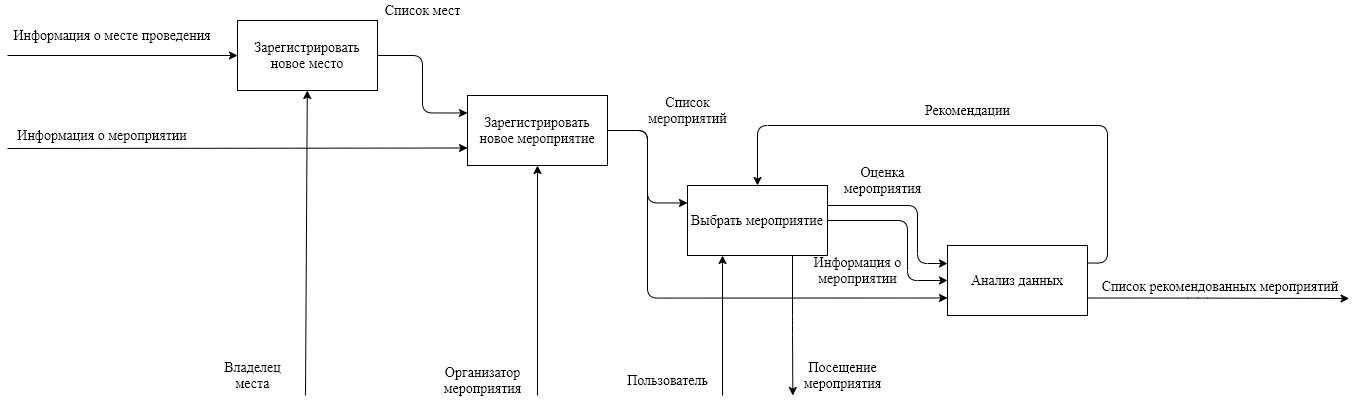 Список мест
Информация о месте проведения
Зарегистрировать
новое место
Список
мероприятий
Рекомендации
Зарегистрировать
новое мероприятие
Информация о мероприятии
Оценка
мероприятия
Выбрать мероприятие
Информация о
мероприятии
Анализ данных
Список рекомендованных мероприятий
Владелец
места
Организатор
мероприятия
Пользователь
Посещение
мероприятия